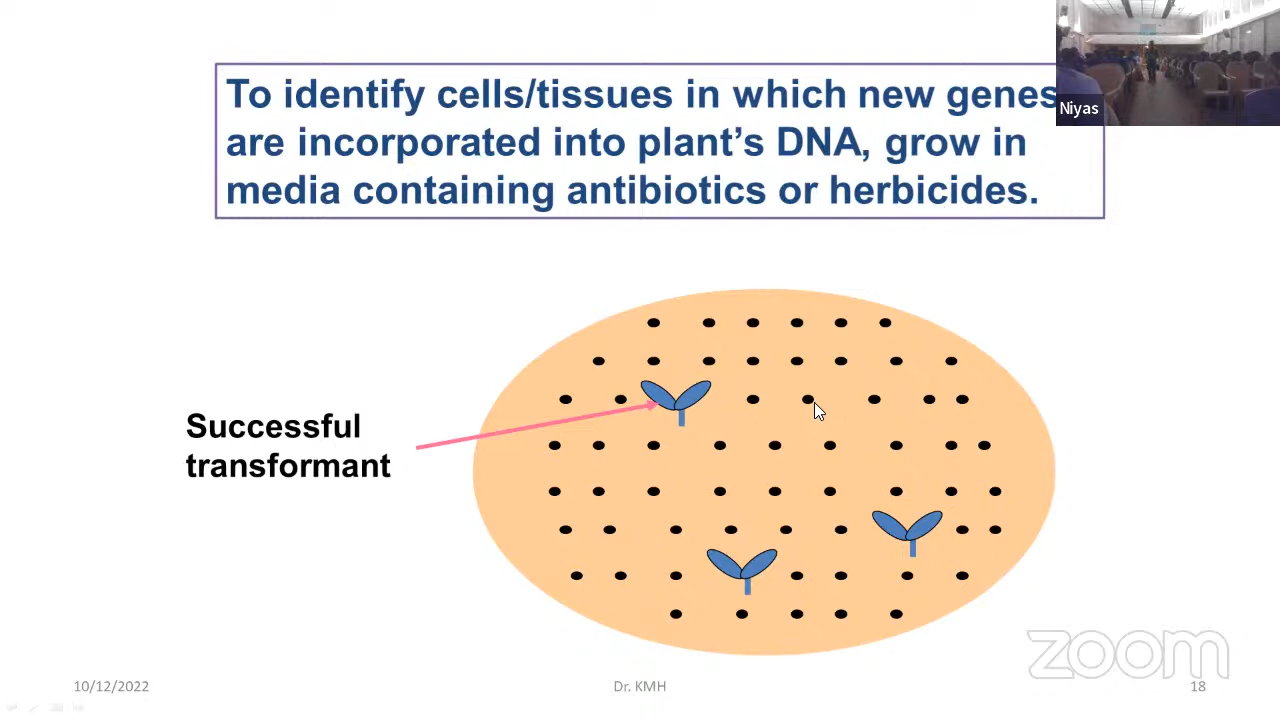 To identify cells/tissues in which new genes
are incorporated into plant’s DNA, grow in
media containing antibiotics or herbicides.
Niyas
Successful
transformant
zoom
10/12/2022
Dr. KMH
18